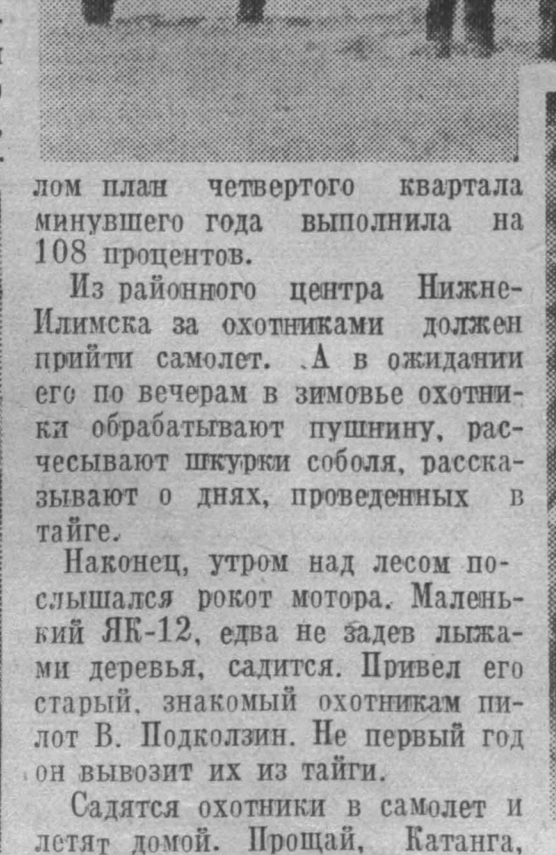 лом план четвертого квартала
минувшего года выполнила на
108 процентов.
Из районного центра Нижне-
Илимска за охотниками должен
прийти самолет. А в ожидании
его по вечерам в зимовье охотни-
ки обрабатывают пушнину, рас-
чесывают шкурки соболя, расска-
зывают о днях, проведенных в
тайге.
Наконец, утром над лесом по-
слышался рокот мотора. Малень-
кий ЯК-12, едва не задев лыжа-
ми деревья, садится. Привел его
старый, знакомый охотникам пи-
лот В. Подколзин. Не первый год
он вывозит их из тайги.
Садятся охотники в самолет и
летят домой. Прощай, Катанга,